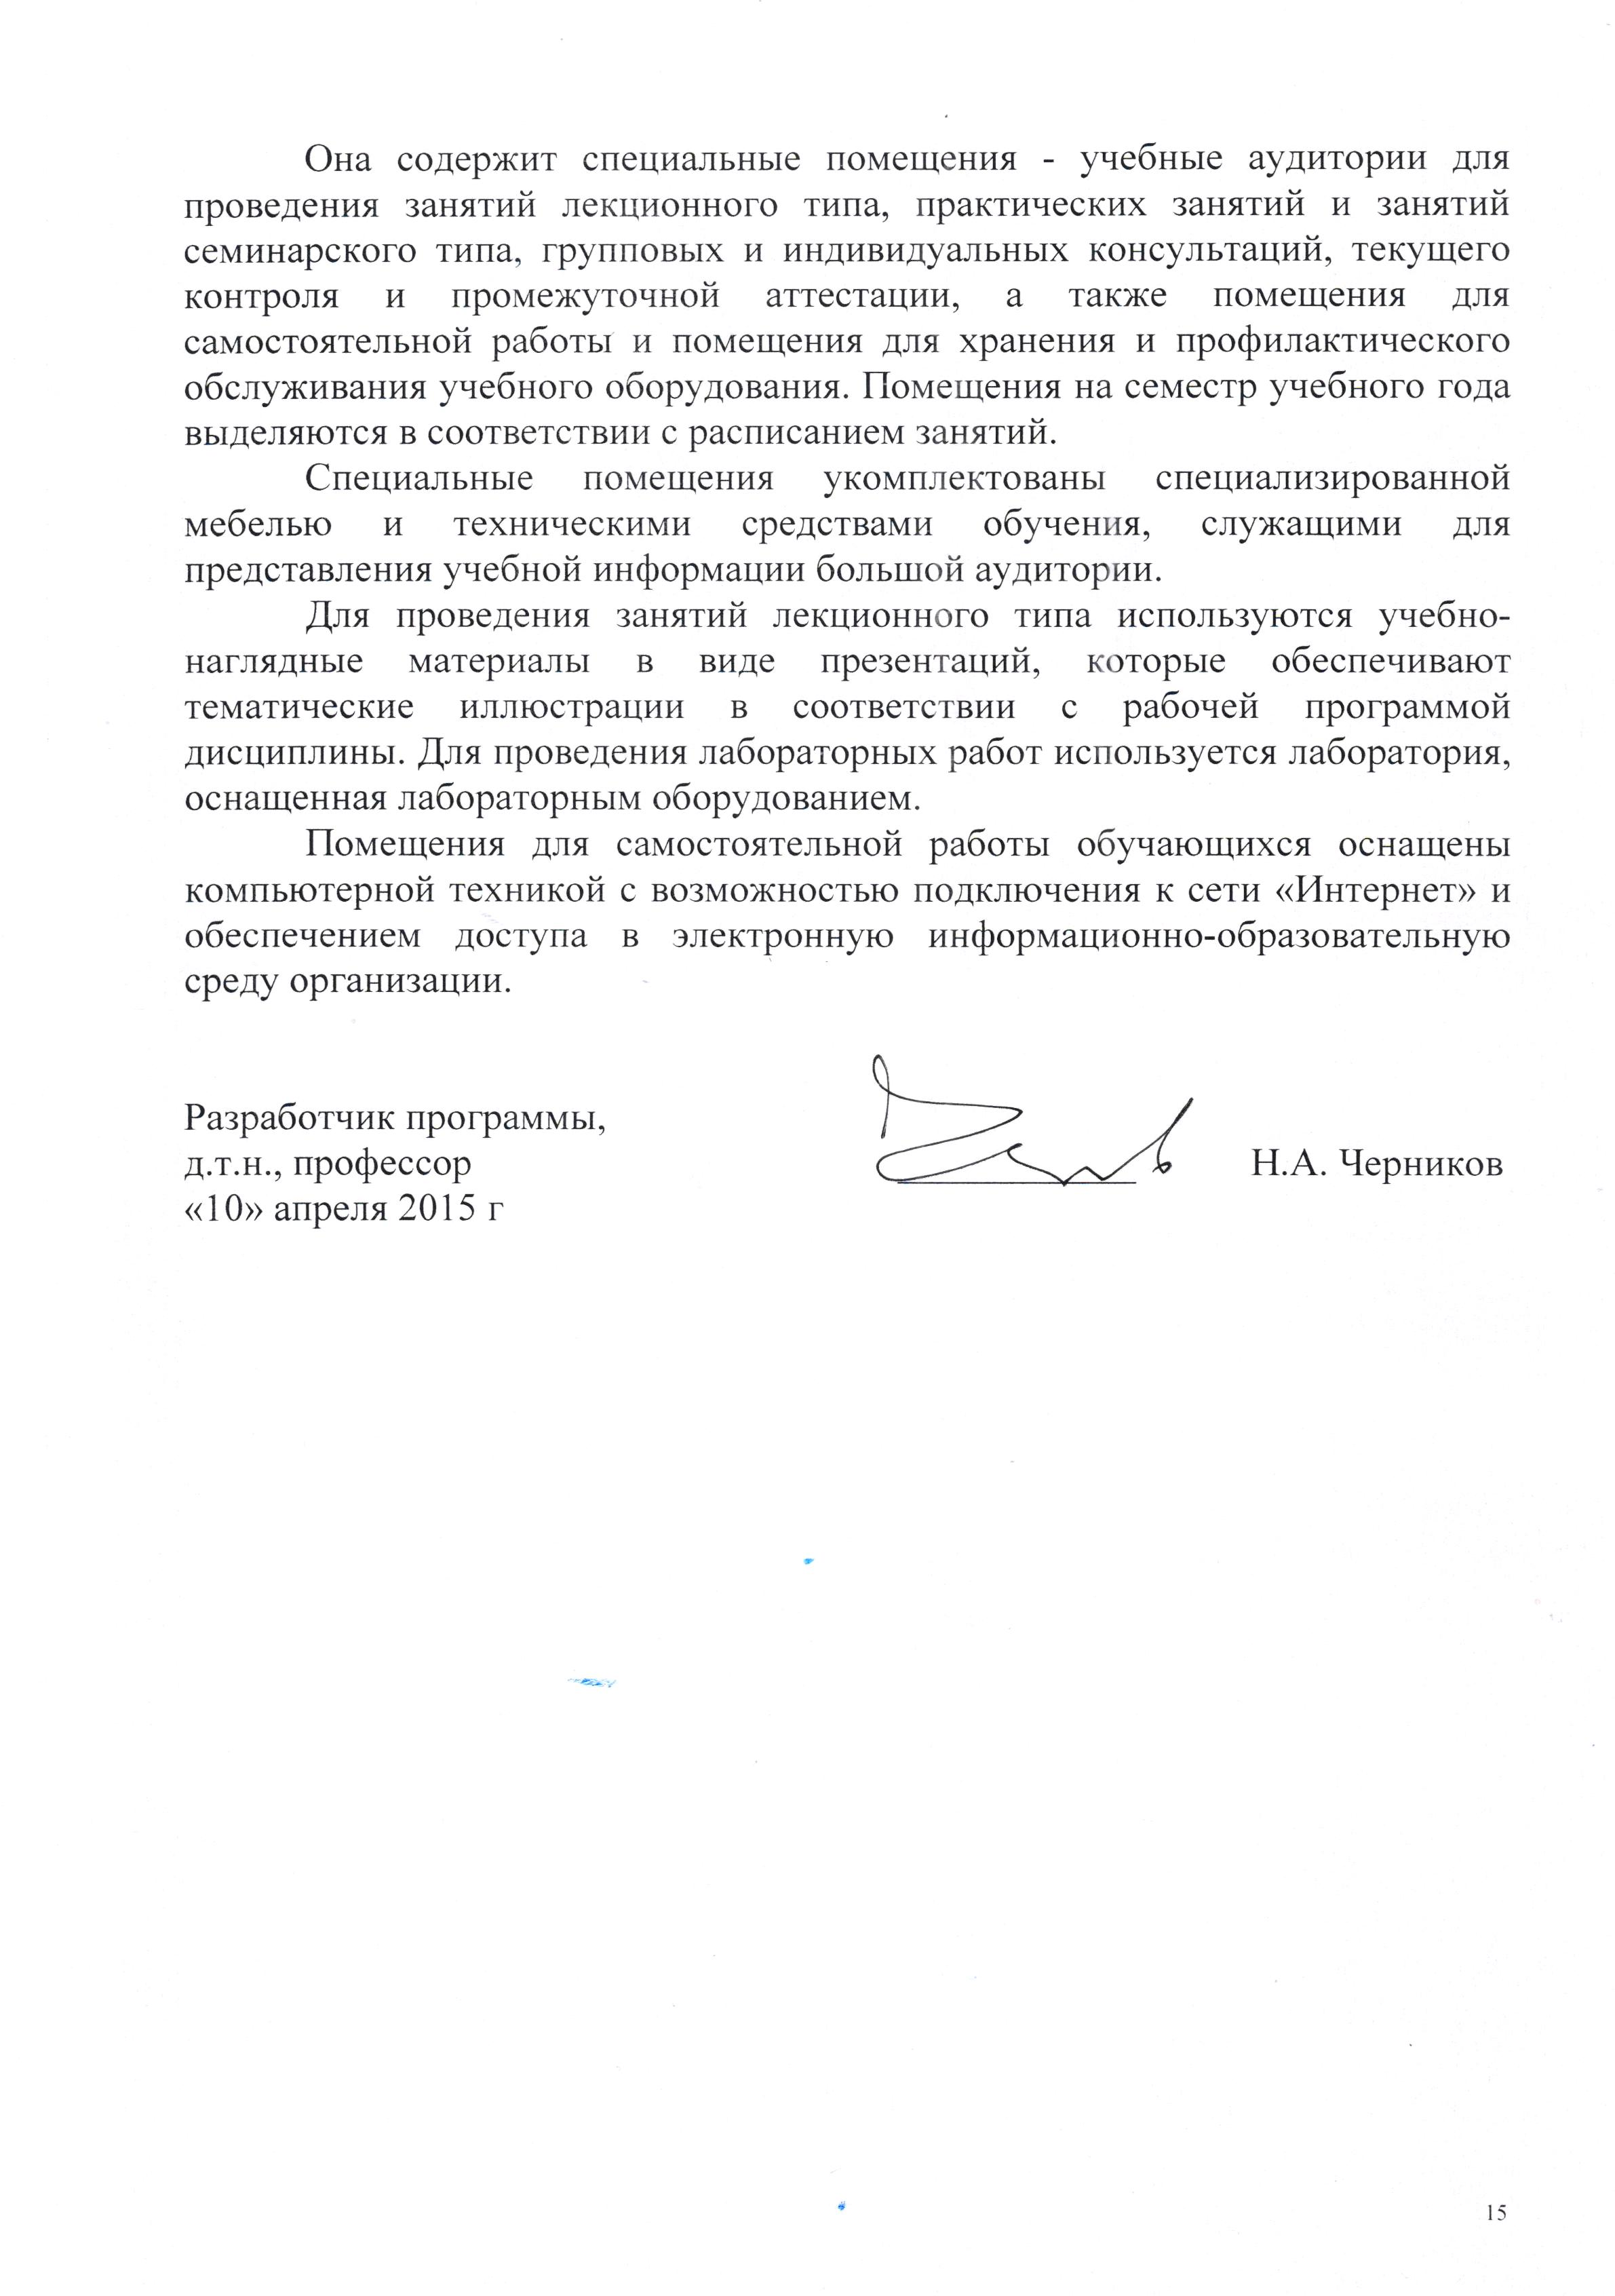 Она содержит специальные помещения - учебные аудитории для
проведения занятий лекционного типа, практических занятий и занятий
семинарского типа, групповых и индивидуальных консультаций, текущего
контроля и промежуточной аттестации, а также помещения для
самостоятельной работы и помещения для хранения и профилактического
обслуживания учебного оборудования. Помещения на семестр учебного года
выделяются в соответствии с расписанием занятий.
Специальные помещения укомплектованы специализированной
мебелью и техническими средствами обучения, служащими для
представления учебной информации большой аудитории.
Для проведения занятий лекционного типа используются учебно-
наглядные материалы в виде презентаций, которые обеспечивают
тематические иллюстрации в соответствии с рабочей программой
дисциплины. Для проведения лабораторных работ используется лаборатория,
оснащенная лабораторным оборудованием.
Помещения для самостоятельной работы обучающихся оснащены
компьютерной техникой с возможностью подключения к сети «Интернет» и
обеспечением доступа в электронную информационно-образовательную
среду организации.
Разработчик программы,
д.т.н., профессор Н.А. Черников
«10» апреля 2015 г
15